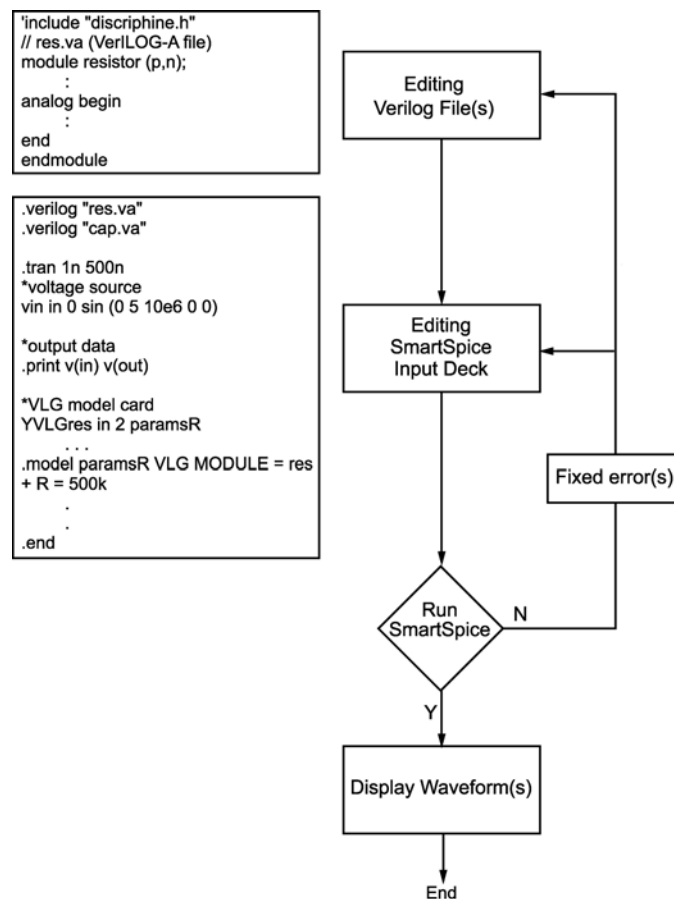 'include "discriphine.h"
// res.va (VerILOG-A file)
module resistor (p,n);
:
analog begin
:
end
endmodule
.verilog "res.va"
.verilog "cap.va"
.tran 1n 500n
*voltage source
vin in 0 sin (0 5 10e6 0 0)
*output data
.print v(in) v(out)
*VLG model card
YVLGres in 2 paramsR
. . .
.model paramsR VLG MODULE = res
+ R = 500k
.
.
.end
Editing
Verilog File(s)
Editing
SmartSpice
Input Deck
Fixed error(s)
Run
SmartSpice
N
Y
Display Waveform(s)
End